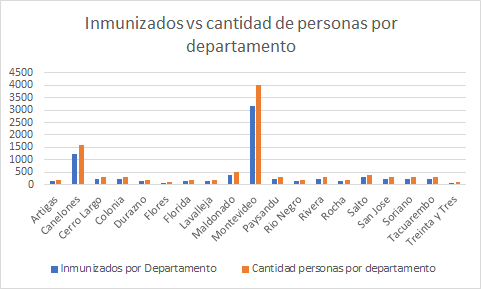 Inmunizados vs cantidad de personas por
departamento
4500
4000
3500
3000
2500
2000
1500
1000
500
0
Artigas
Canelones
Cerro Largo
Colonia
Durazno
Flores
Florida
Lavalleja
Maldonado
Montevideo
Paysandu
Río Negro
Rivera
Rocha
Salto
San Jose
Soriano
Tacuarembo
Treinta y Tres
Inmunizados por Departamento
Cantidad personas por departamento